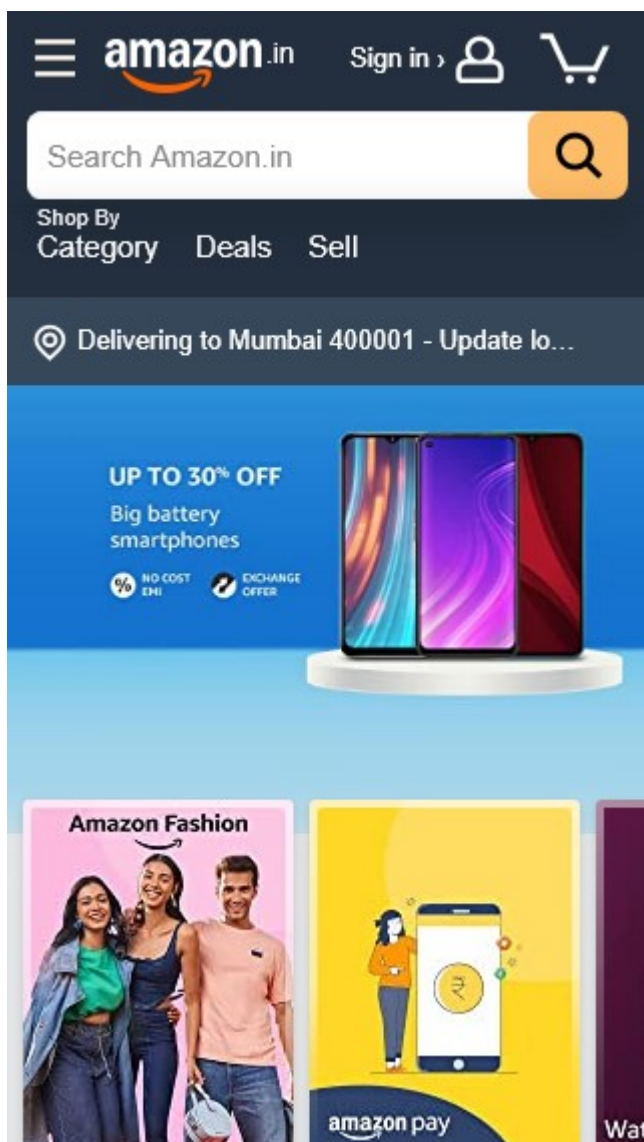 amazon.in
Sign in ›
Search Amazon.in
Shop By
Category Deals Sell
Delivering to Mumbai 400001 - Update lo...
UP TO 30% OFF
Big battery
smartphones
% NO COST
EMI
EXCHANGE
OFFER
Amazon Fashion
₹
amazon pay
Wat